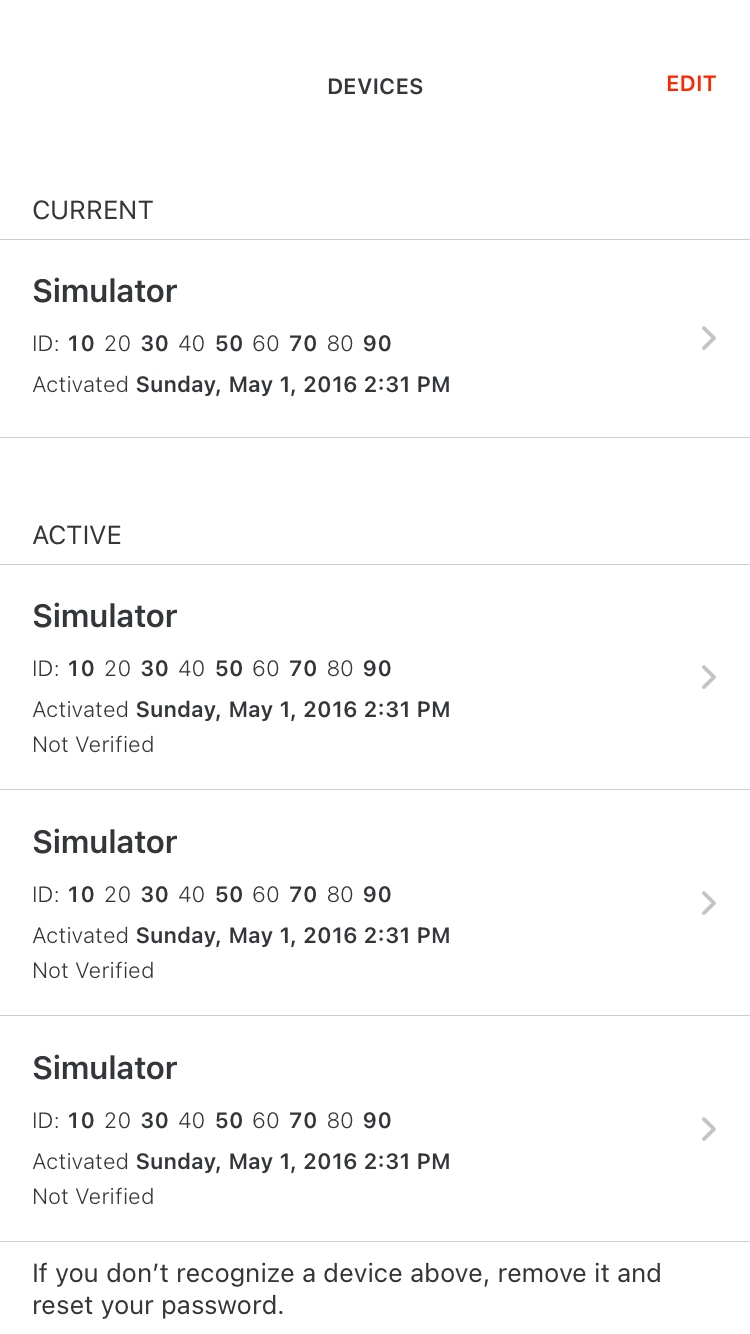 DEVICES
EDIT
CURRENT
Simulator
ID: 10 20 30 40 50 60 70 80 90
Activated Sunday, May 1, 2016 2:31 PM
ACTIVE
Simulator
ID: 10 20 30 40 50 60 70 80 90
Activated Sunday, May 1, 2016 2:31 PM
Not Verified
Simulator
ID: 10 20 30 40 50 60 70 80 90
Activated Sunday, May 1, 2016 2:31 PM
Not Verified
Simulator
ID: 10 20 30 40 50 60 70 80 90
Activated Sunday, May 1, 2016 2:31 PM
Not Verified
If you don’t recognize a device above, remove it and
reset your password.